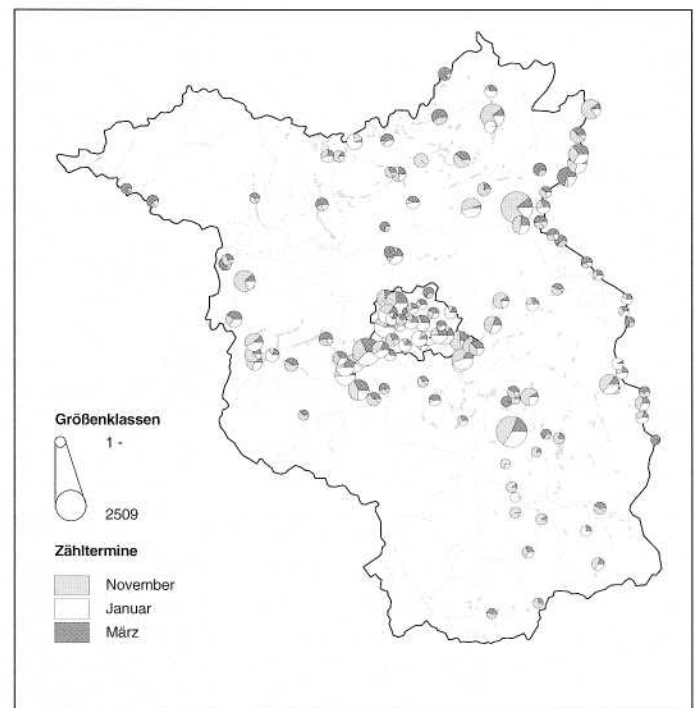 Größenklassen
1 -
2509
Zähltermine
November
Januar
März